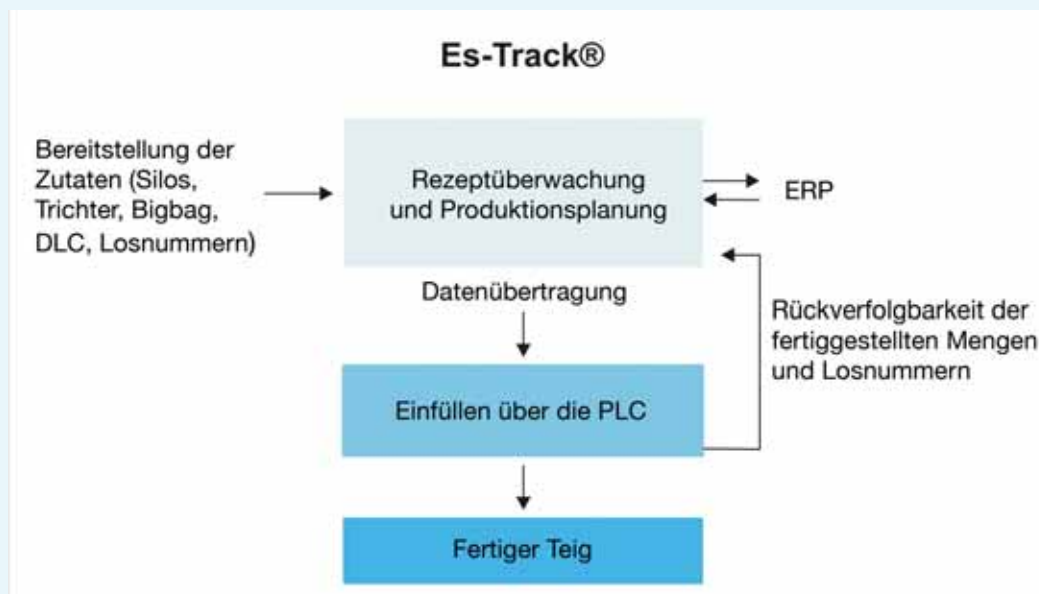 Es-Track®
Bereitstellung der
Zutaten (Silos,
Trichter, Bigbag,
DLC, Losnummern)
Rezeptüberwachung
und Produktionsplanung
ERP
Datenübertragung
Rückverfolgbarkeit der
fertiggestellten Mengen
und Losnummern
Einfüllen über die PLC
Fertiger Teig